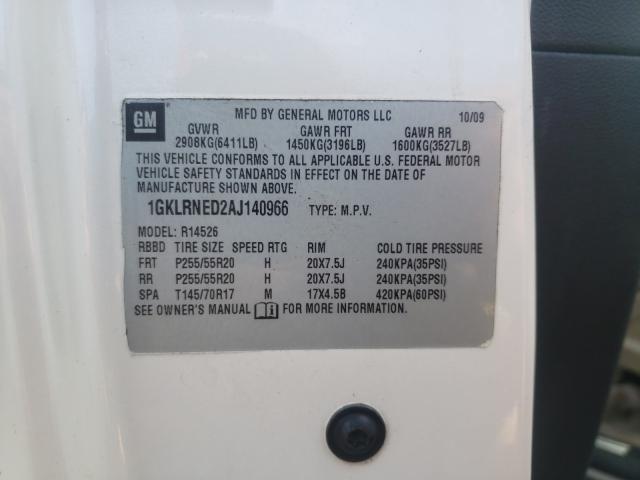 GM MFD BY GENERAL MOTORS LLC 10/09
GVWR GAWR FRT GAWR RR
2908KG(6411LB) 1450KG(3196LB) 1600KG(3527LB)
THIS VEHICLE CONFORMS TO ALL APPLICABLE U.S. FEDERAL MOTOR
VEHICLE SAFETY STANDARDS IN EFFECT ON THE DATE OF
MANUFACTURE SHOWN ABOVE.
1GKLRNED2AJ140966 TYPE: M.P.V.
MODEL: R14526
RBBD TIRE SIZE SPEED RTG RIM COLD TIRE PRESSURE
FRT P255/55R20 H 20X7.5J 240KPA(35PSI)
RR P255/55R20 H 20X7.5J 240KPA(35PSI)
SPA T145/70R17 M 17X4.5B 420KPA(60PSI)
SEE OWNER'S MANUAL FOR MORE INFORMATION.